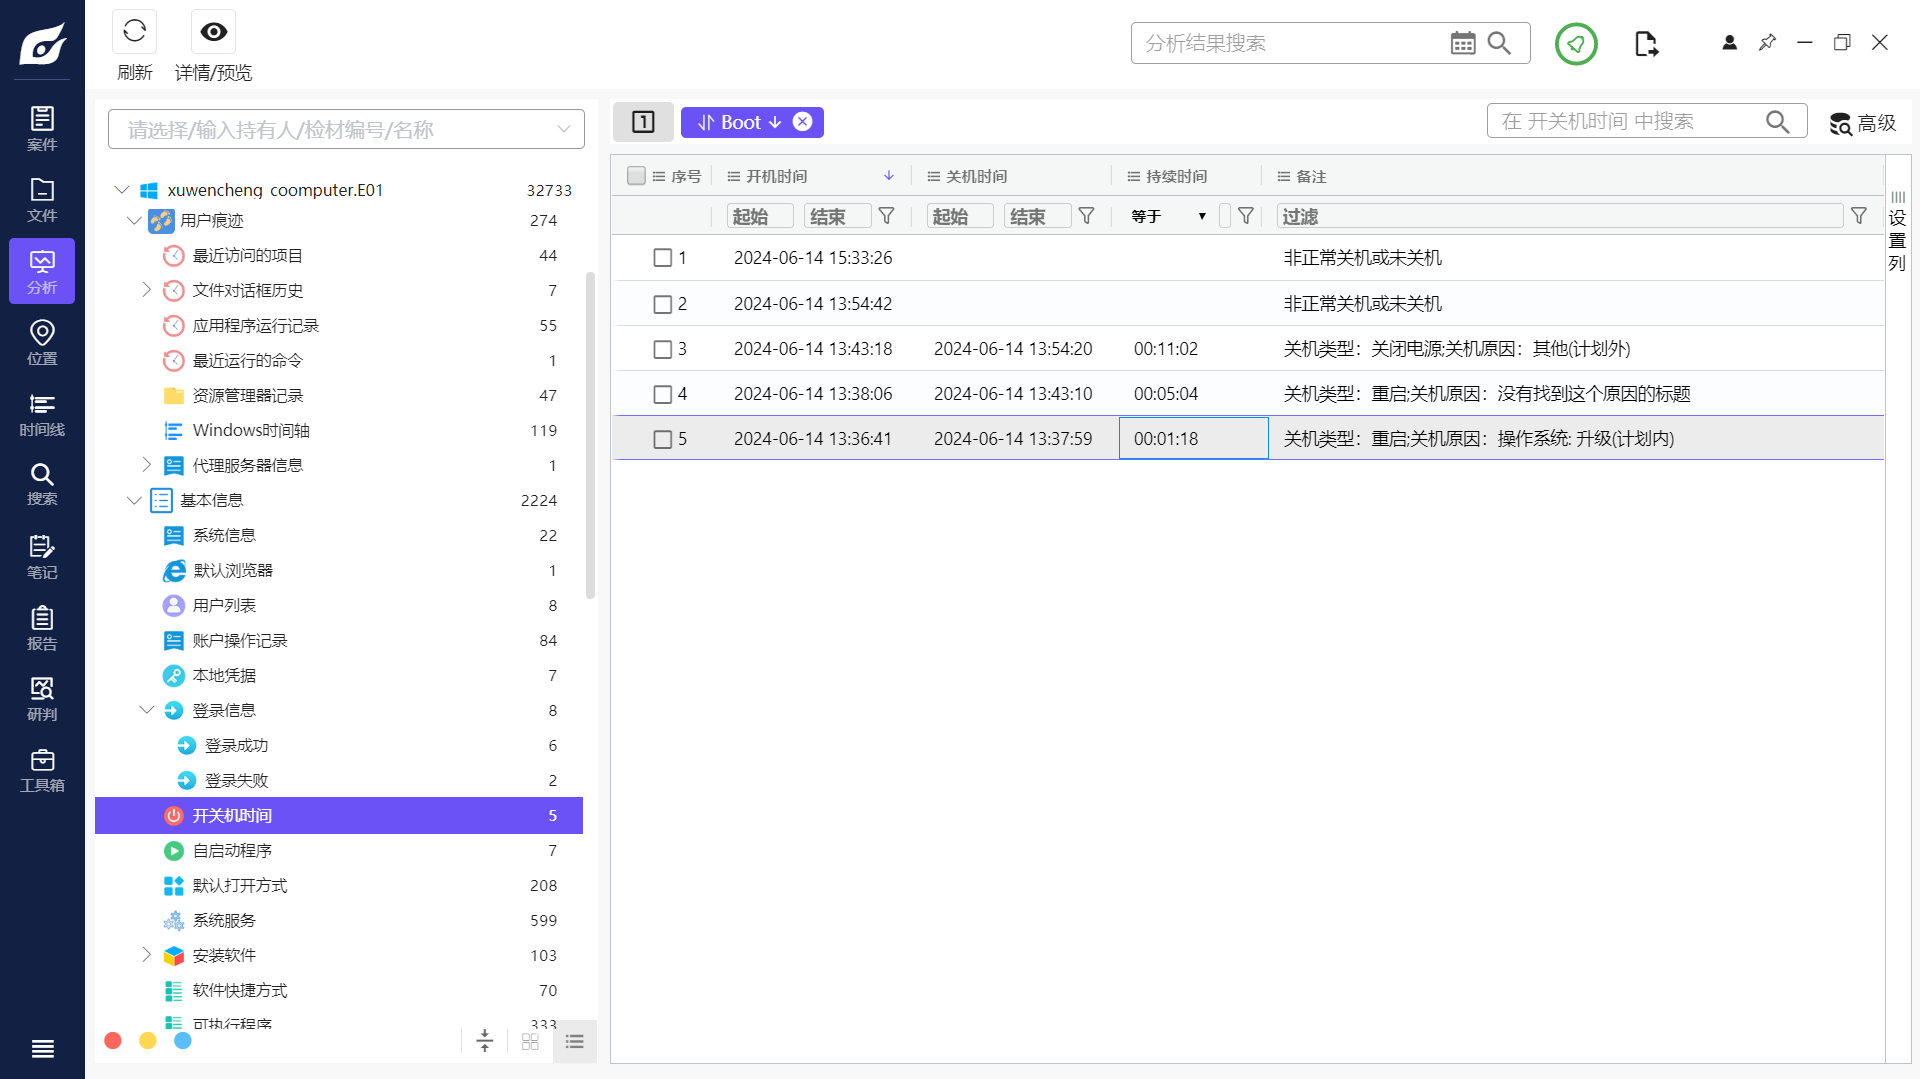 刷新
详情/预览
分析结果搜索
案件
文件
分析
位置
时间线
搜索
笔记
报告
研判
工具箱
请选择/输入持有人/检材编号/名称
xuwencheng coomputer.E01 32733
用户痕迹 274
最近访问的项目 44
文件对话框历史 7
应用程序运行记录 55
最近运行的命令 1
资源管理器记录 47
Windows时间轴 119
代理服务器信息 1
基本信息 2224
系统信息 22
默认浏览器 1
用户列表 8
账户操作记录 84
本地凭据 7
登录信息 8
登录成功 6
登录失败 2
开关机时间 5
自启动程序 7
默认打开方式 208
系统服务 599
安装软件 103
软件快捷方式 70
可执行程序 333
1 Boot
在 开关机时间 中搜索
高级
序号 开机时间 关机时间 持续时间 备注
起始 结束 起始 结束 等于 过滤
1 2024-06-14 15:33:26 非正常关机或未关机
2 2024-06-14 13:54:42 非正常关机或未关机
3 2024-06-14 13:43:18 2024-06-14 13:54:20 00:11:02 关机类型：关闭电源;关机原因：其他(计划外)
4 2024-06-14 13:38:06 2024-06-14 13:43:10 00:05:04 关机类型：重启;关机原因：没有找到这个原因的标题
5 2024-06-14 13:36:41 2024-06-14 13:37:59 00:01:18 关机类型：重启;关机原因：操作系统: 升级(计划内)
设置列